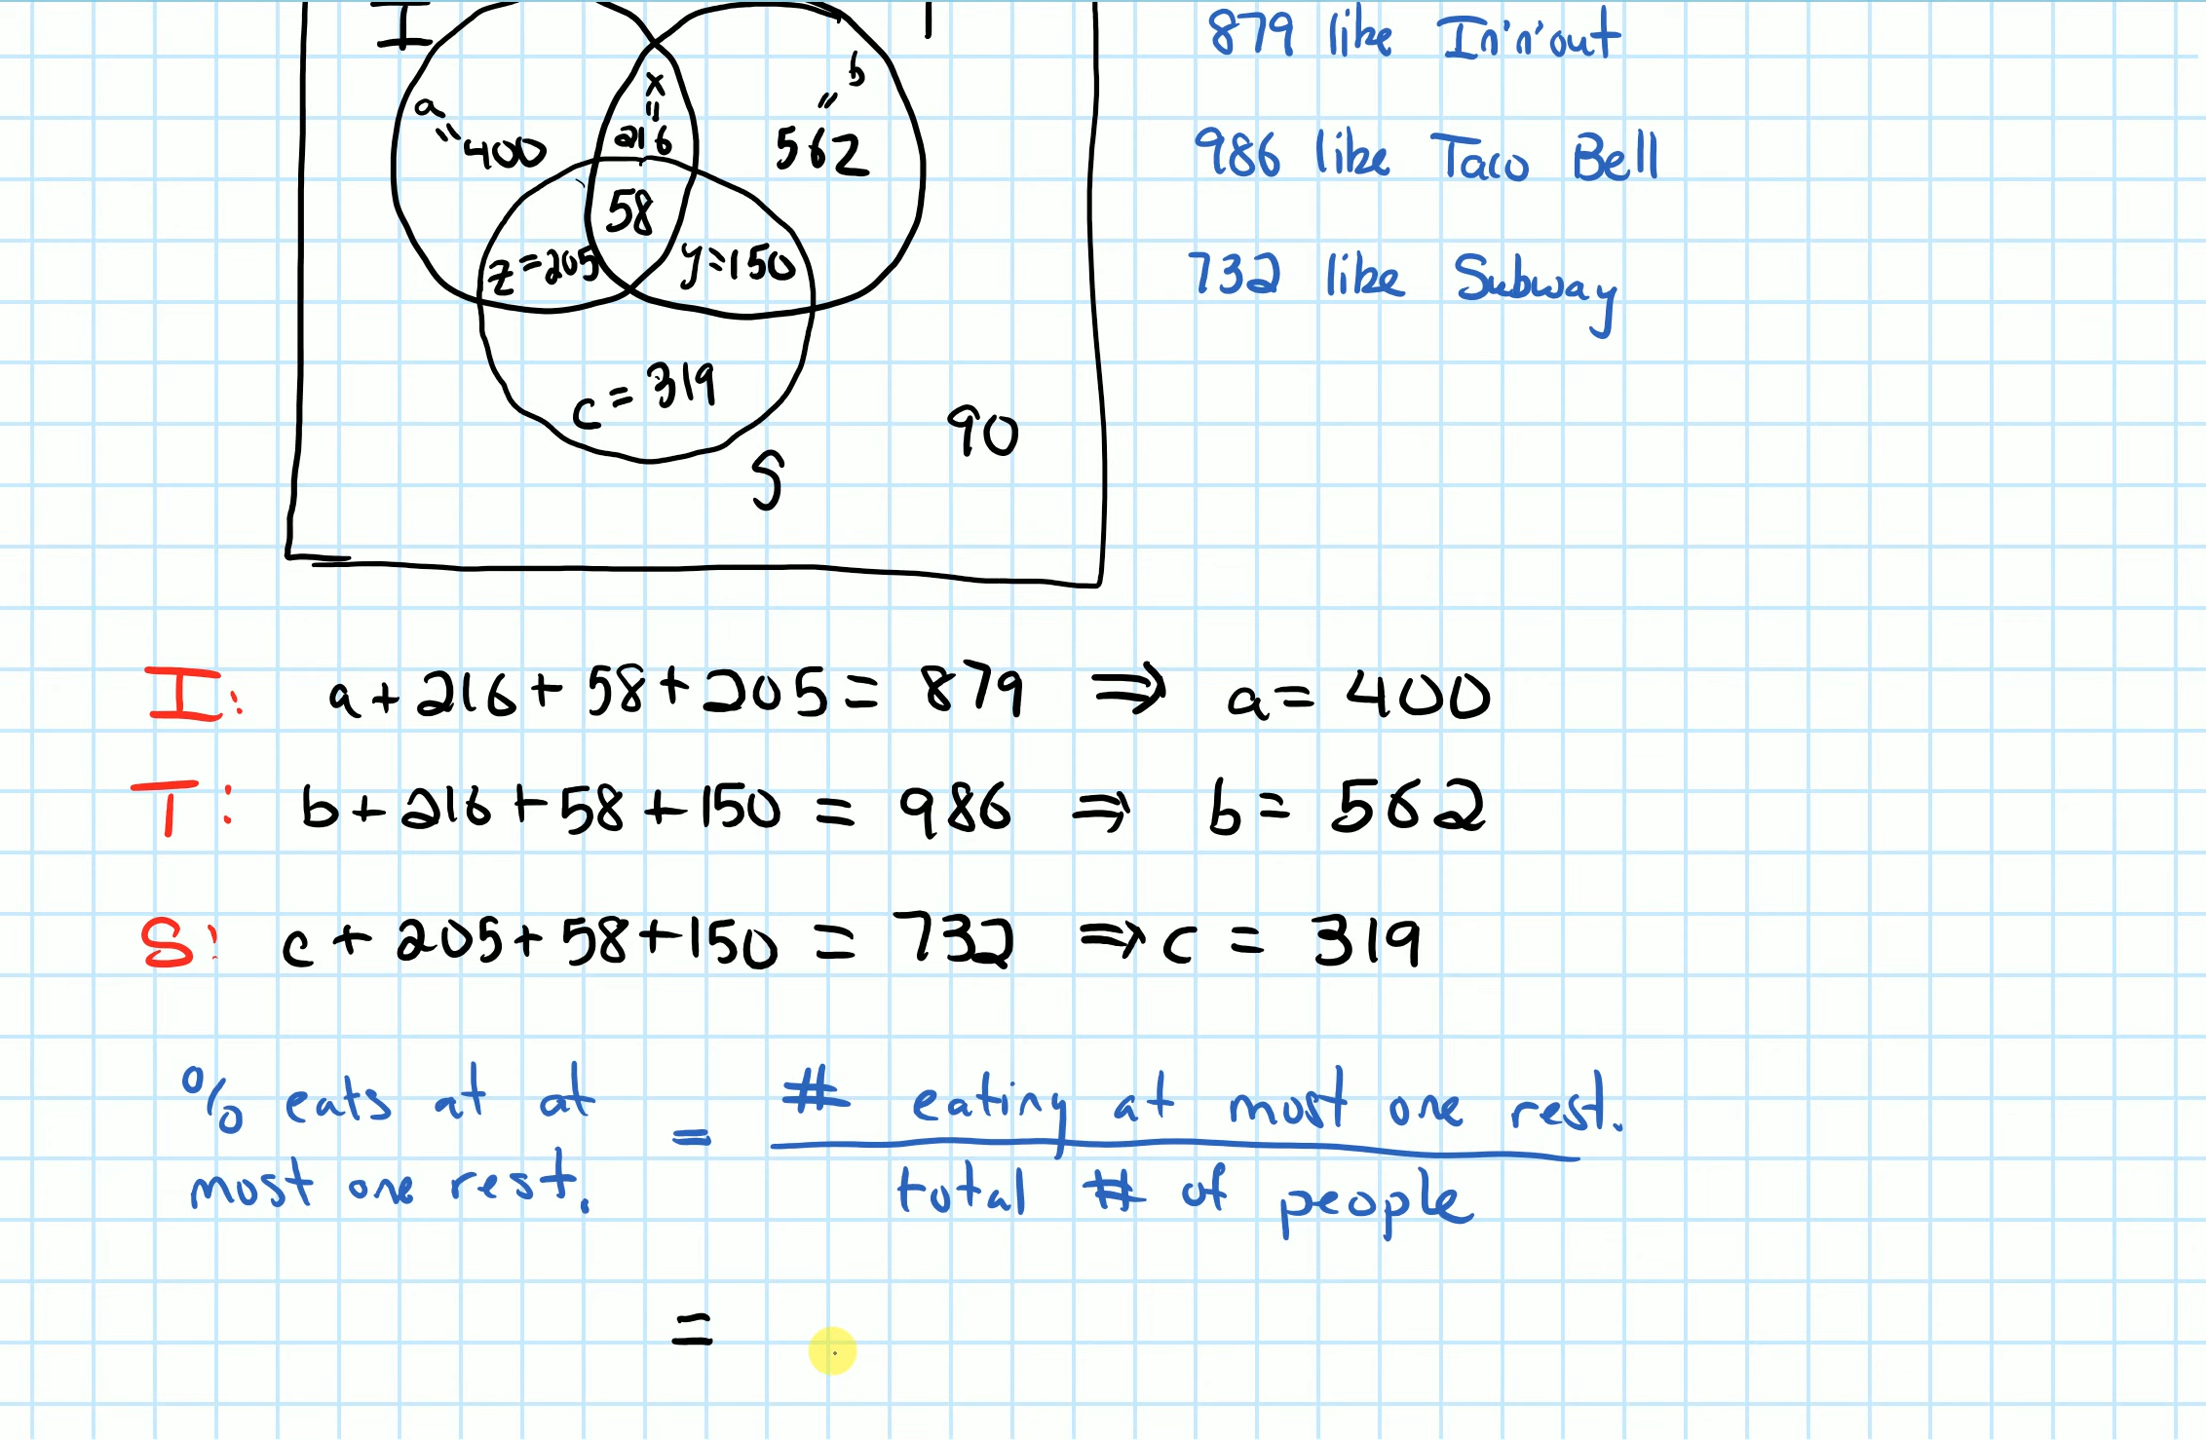 I
T
879 like In'n'out
x
b
a
=
=
=
216
562
400
986 like Taco Bell
58
z=205
y=150
732 like Subway
c = 319
90
S
I: a+216+58+205= 879 ⇒ a= 400
T: b+216+58+150 = 986 ⇒ b= 562
S: c+ 205+58+150 = 732 ⇒ c = 319
% eats at at
most one rest.
=
# eating at most one rest.
total # of people
=